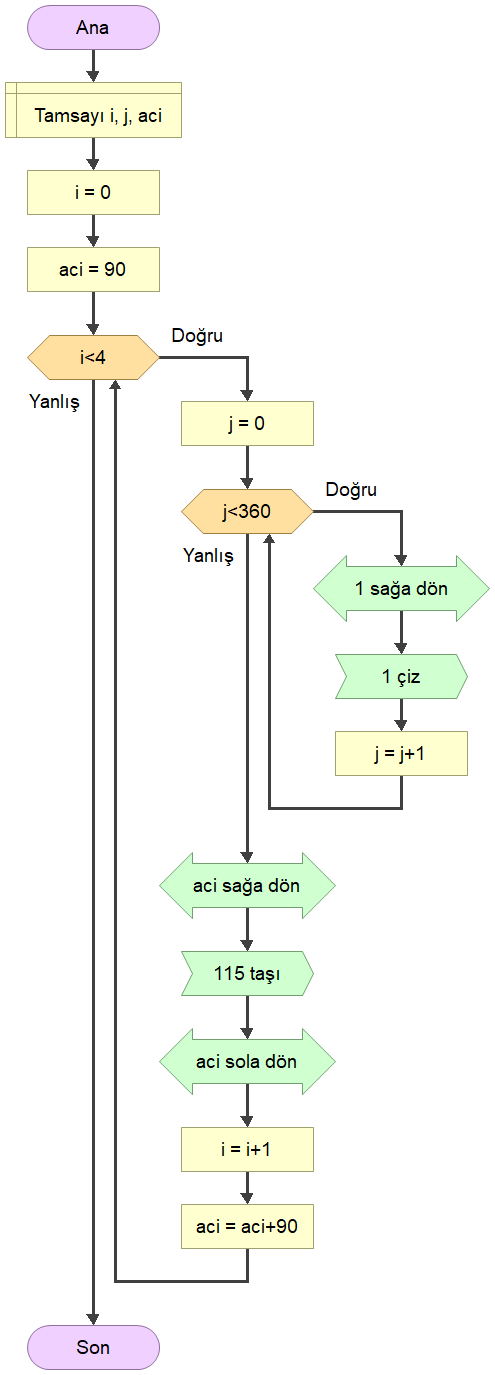 Ana
Tamsayı i, j, aci
i = 0
aci = 90
i<4
Doğru
Yanlış
j = 0
j<360
Doğru
Yanlış
1 sağa dön
1 çiz
j = j+1
aci sağa dön
115 taşı
aci sola dön
i = i+1
aci = aci+90
Son